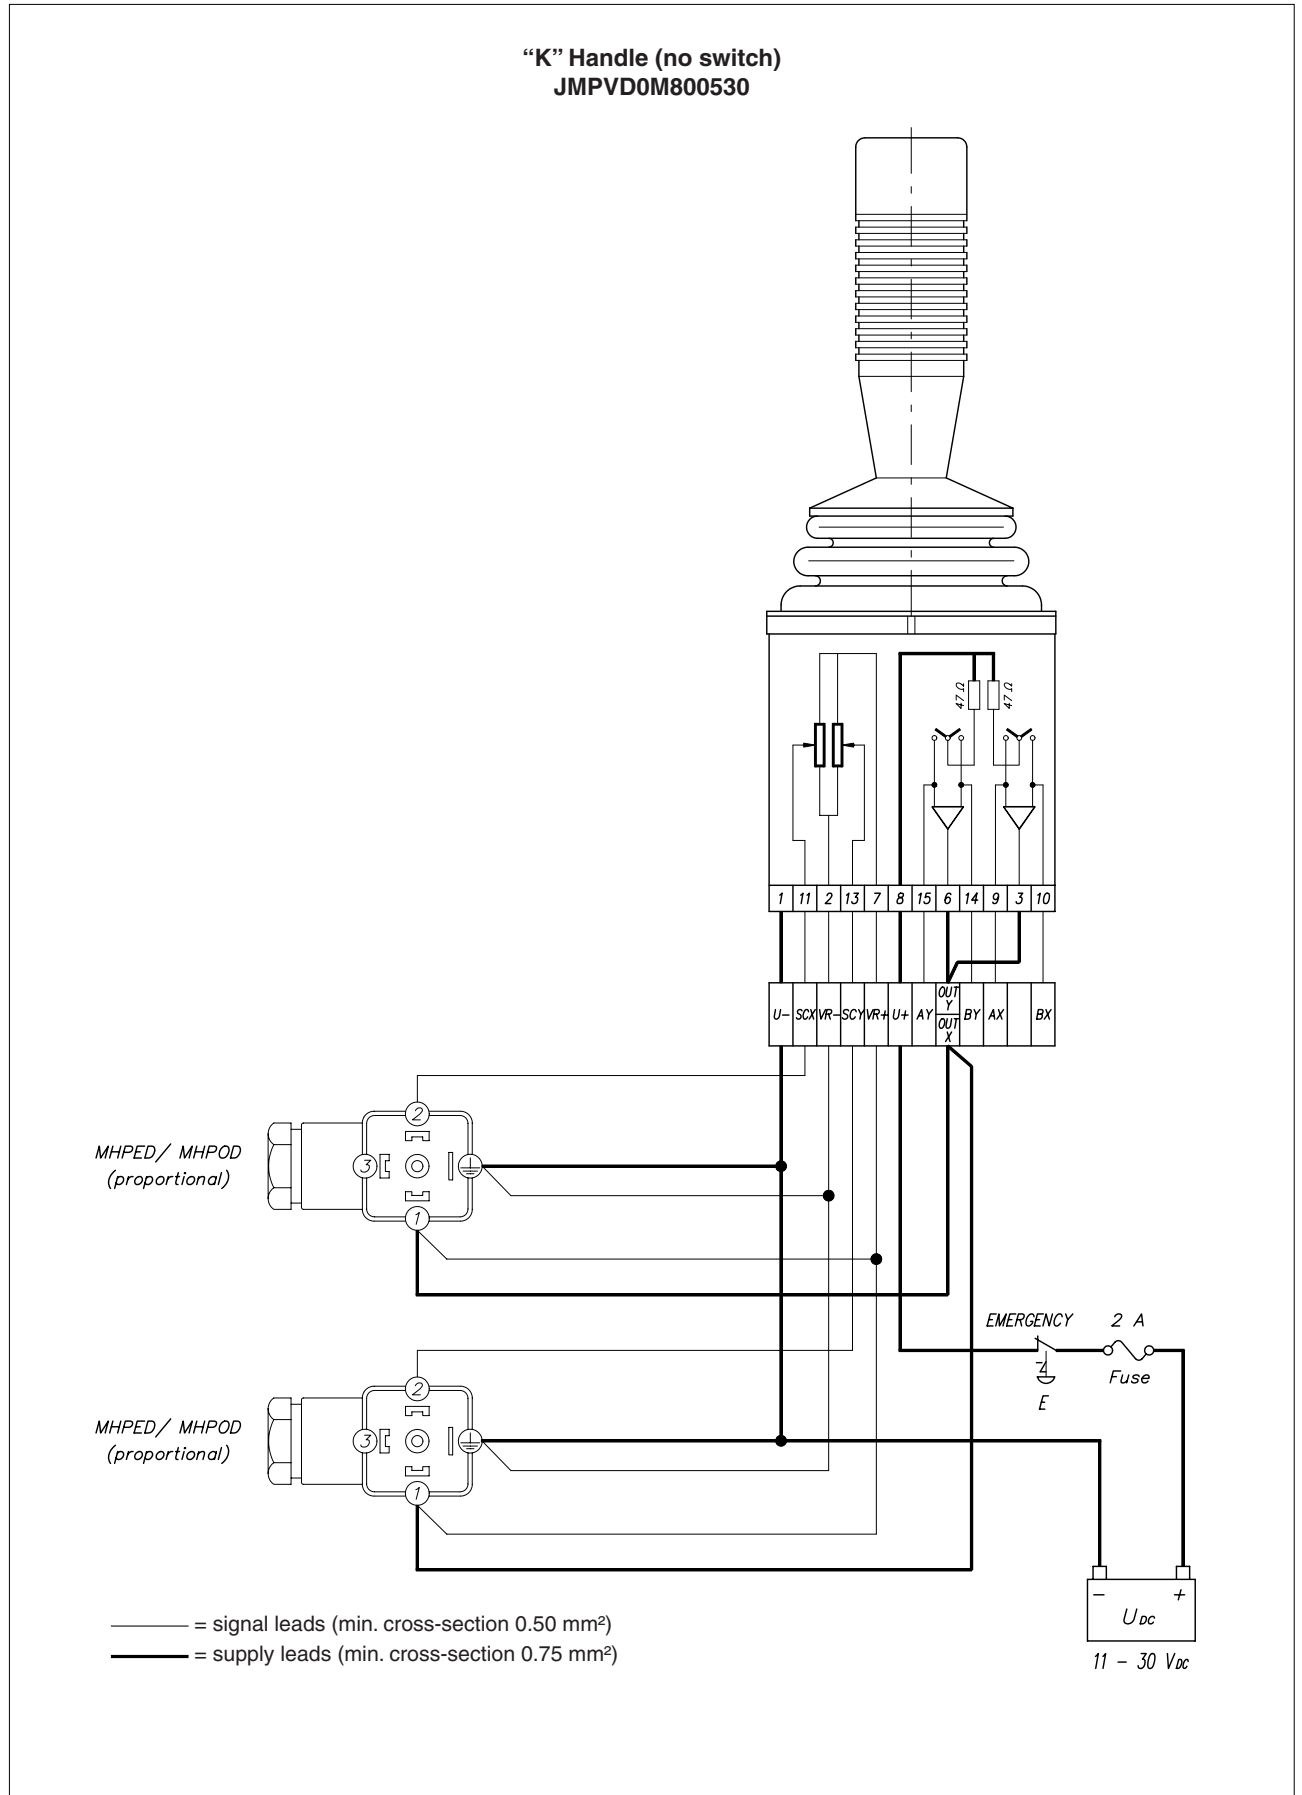 “K” Handle (no switch)
JMPVD0M800530
47 Ω 47 Ω
1 11 2 13 7 8 15 6 14 9 3 10
U- SCX VR- SCY VR+ U+ AY OUT Y OUT X BY AX BX
2
MHPED/ MHPOD
(proportional)
3
1
EMERGENCY 2 A
Fuse
E
2
MHPED/ MHPOD
(proportional)
3
1
- +
UDC
11 - 30 VDC
= signal leads (min. cross-section 0.50 mm²)
= supply leads (min. cross-section 0.75 mm²)